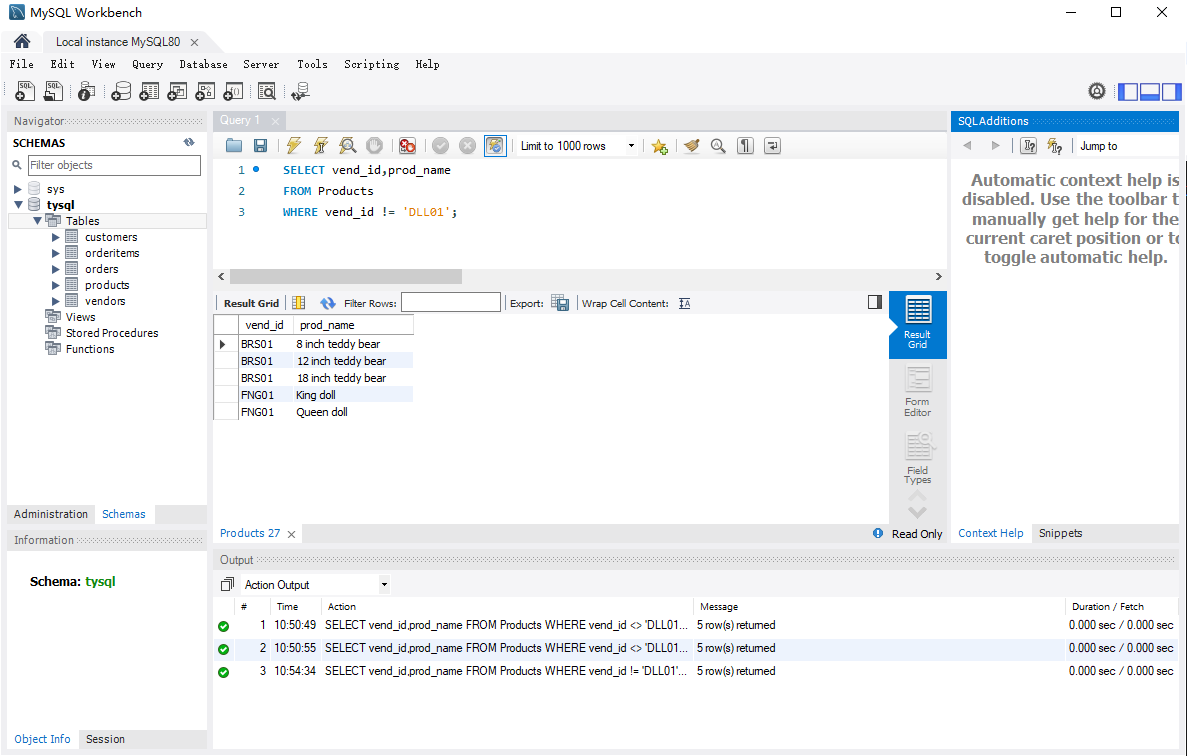 MySQL Workbench
Local instance MySQL80
File Edit View Query Database Server Tools Scripting Help
Navigator
SCHEMAS
Filter objects
sys
tysql
Tables
customers
orderitems
orders
products
vendors
Views
Stored Procedures
Functions
Administration Schemas
Information
Schema: tysql
Object Info Session
Query 1
Limit to 1000 rows
1 SELECT vend_id,prod_name
2 FROM Products
3 WHERE vend_id != 'DLL01';
Result Grid Filter Rows: Export: Wrap Cell Content:
vend_id prod_name
BRS01 8 inch teddy bear
BRS01 12 inch teddy bear
BRS01 18 inch teddy bear
FNG01 King doll
FNG01 Queen doll
Result
Grid
Form
Editor
Field
Types
Products 27
Read Only
SQLAdditions
Jump to
Automatic context help is
disabled. Use the toolbar t
manually get help for the
current caret position or to
toggle automatic help.
Context Help Snippets
Output
Action Output
# Time Action Message Duration / Fetch
1 10:50:49 SELECT vend_id,prod_name FROM Products WHERE vend_id <> 'DLL01... 5 row(s) returned 0.000 sec / 0.000 sec
2 10:50:55 SELECT vend_id,prod_name FROM Products WHERE vend_id <> 'DLL01... 5 row(s) returned 0.000 sec / 0.000 sec
3 10:54:34 SELECT vend_id,prod_name FROM Products WHERE vend_id != 'DLL01'... 5 row(s) returned 0.000 sec / 0.000 sec